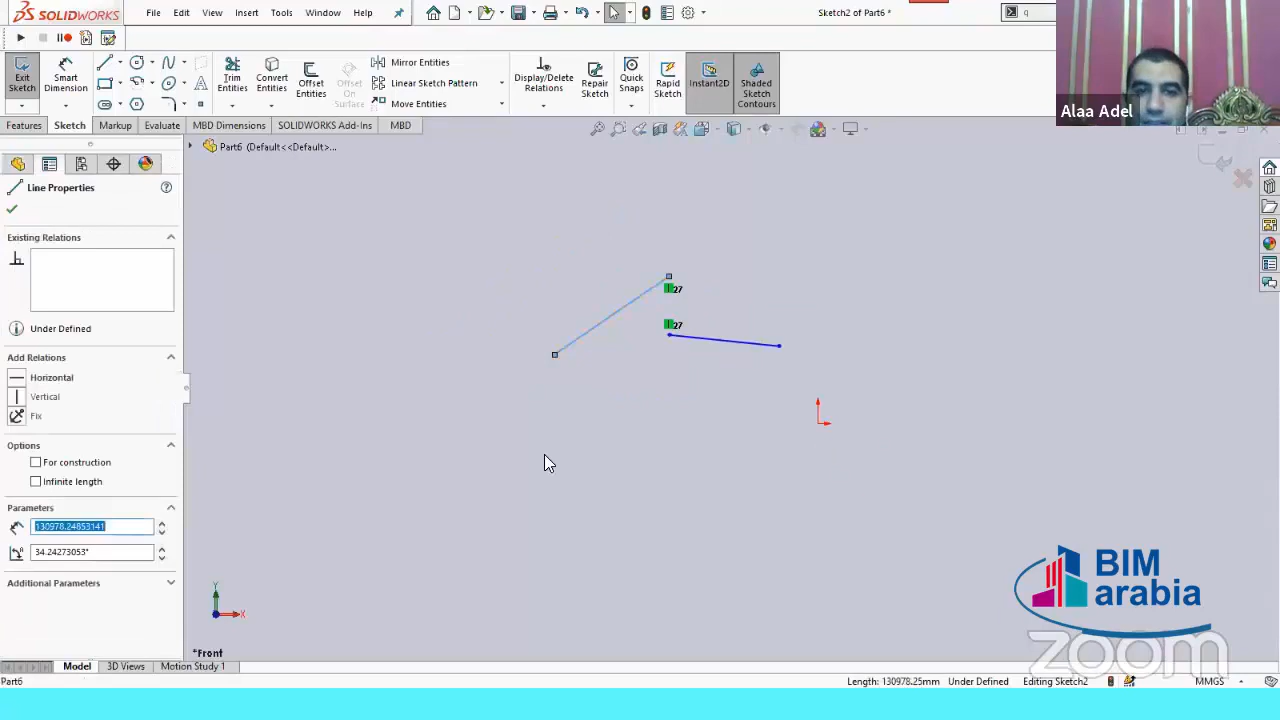 SOLIDWORKS
File Edit View Insert Tools Window Help
Sketch2 of Part6 *
q
Exit Sketch
Smart Dimension
Trim Entities
Convert Entities
Offset Entities
Offset On Surface
Mirror Entities
Linear Sketch Pattern
Move Entities
Display/Delete Relations
Repair Sketch
Quick Snaps
Rapid Sketch
Instant2D
Shaded Sketch Contours
Alaa Adel
Features Sketch Markup Evaluate MBD Dimensions SOLIDWORKS Add-Ins MBD
Part6 (Default<<Default>...
Line Properties
Existing Relations
Under Defined
Add Relations
Horizontal
Vertical
Fix
Options
For construction
Infinite length
Parameters
130978.24853141
34.24273053°
Additional Parameters
27
27
Y
X
*Front
BIM
arabia
zoom
Model 3D Views Motion Study 1
Part6
Length: 130978.25mm Under Defined Editing Sketch2 MMGS